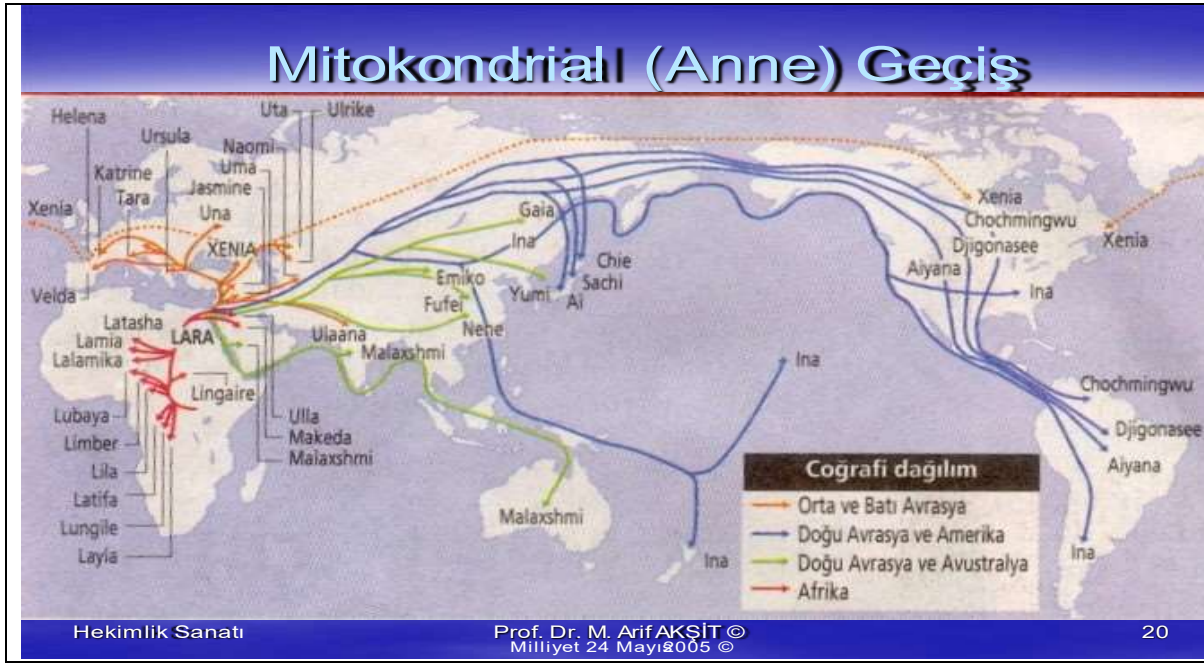 Mitokondrial (Anne) Geçiş
Helena
Ursula
Uta
Ulrike
Naomi
Katrine
Uma
Tara
Jasmine
Xenia
Una
XENIA
Velda
Gaia
Ina
Emiko
Chie
Sachi
Yumi
Ai
Fufei
Nene
Xenia
Chochmingwu
Djigonasee
Aiyana
Ina
Xenia
Latasha
LARA
Lamia
Lalamika
Ulaana
Malaxshmi
Lingaire
Lubaya
Limber
Lila
Latifa
Lungile
Layla
Ulla
Makeda
Malaxshmi
Ina
Chochmingwu
Djigonasee
Aiyana
Malaxshmi
Ina
Ina
Coğrafi dağılım
Orta ve Batı Avrasya
Doğu Avrasya ve Amerika
Doğu Avrasya ve Avustralya
Afrika
Hekimlik Sanatı
Prof. Dr. M. Arif AKŞİT ©
Milliyet 24 Mayıs 2005 ©
20